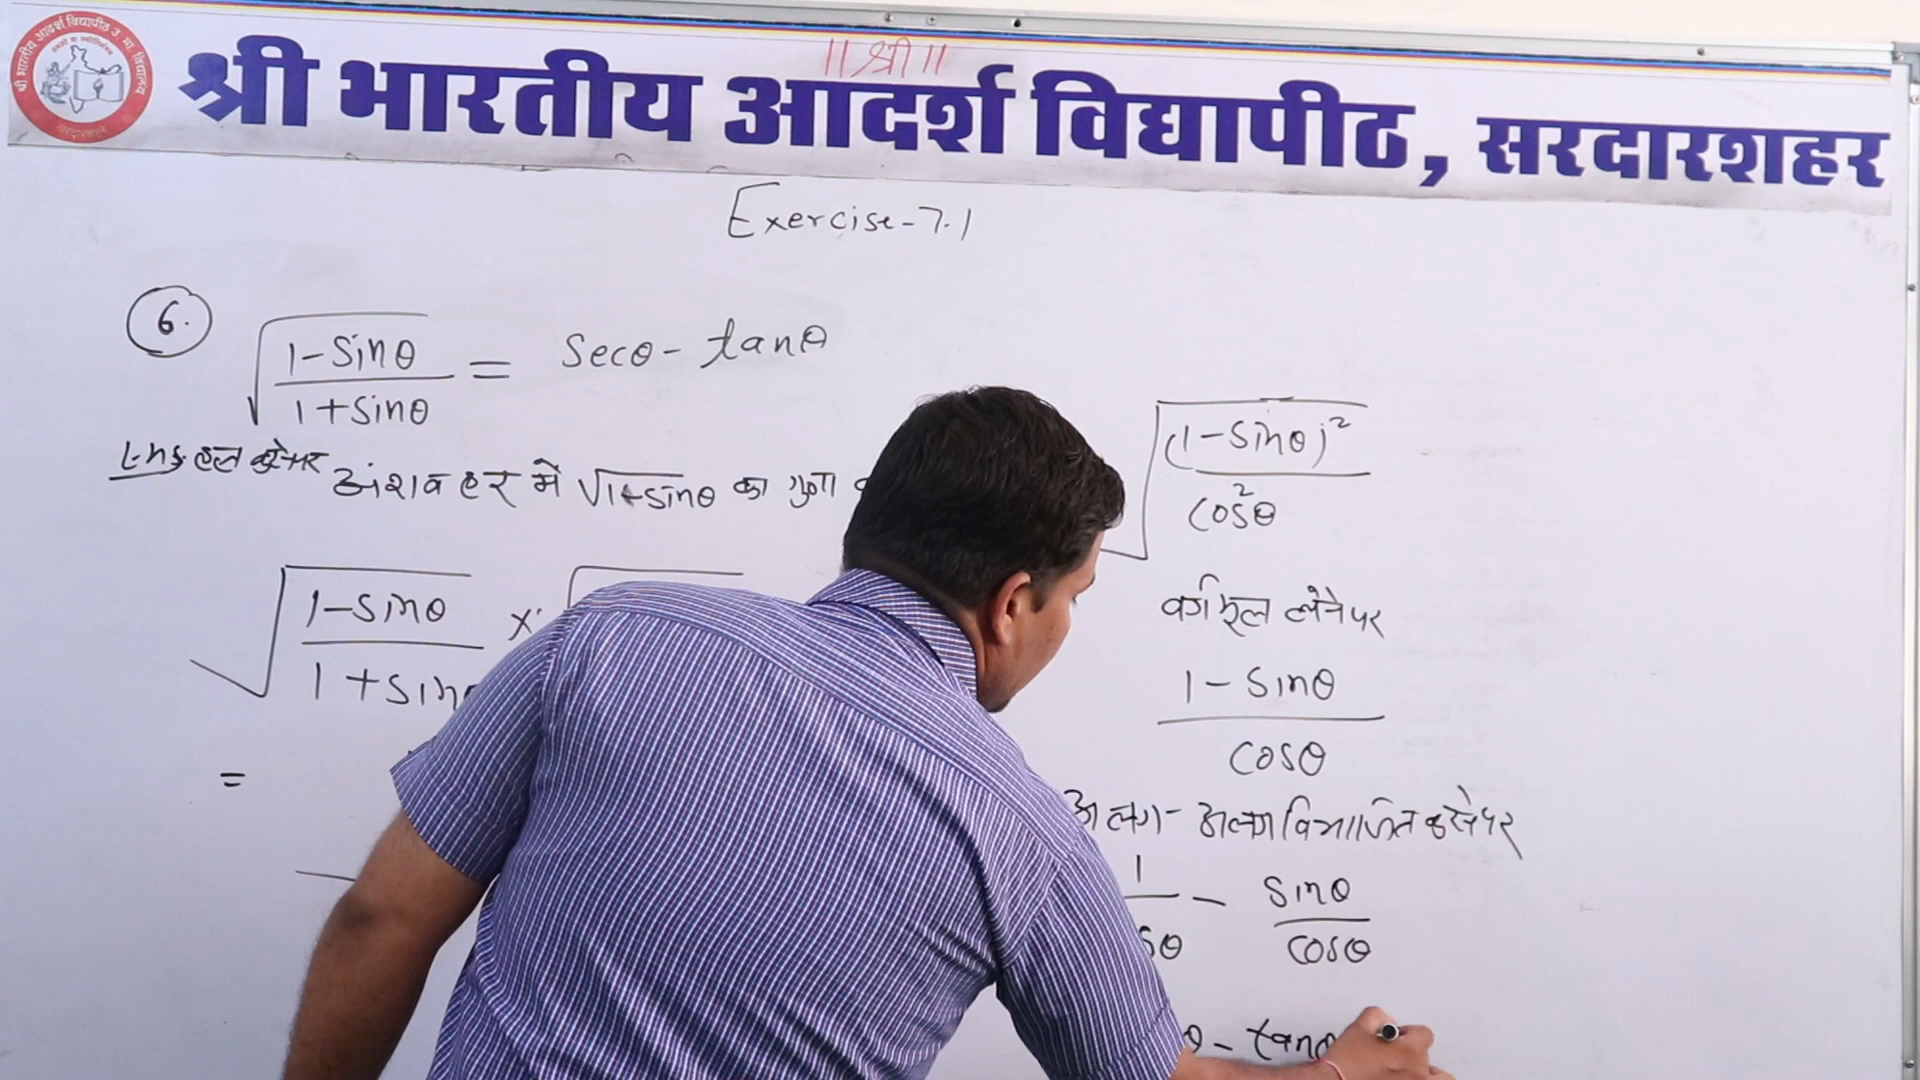 ॥ श्री ॥
श्री भारतीय आदर्श विद्यापीठ, सरदारशहर
Exercise-7.1
6.
√((1-sinθ)/(1+sinθ)) = secθ - tanθ
L.H.S. हल करने पर
अंश व हर में √1-sinθ का गुणा
√((1-sinθ)/(1+sin ×
=
√((1-sinθ)²/cos²θ)
वर्गमूल लेने पर
(1-sinθ)/cosθ
अलग-अलग विभाजित करने पर
1/ sθ - sinθ/cosθ
θ - tanθ